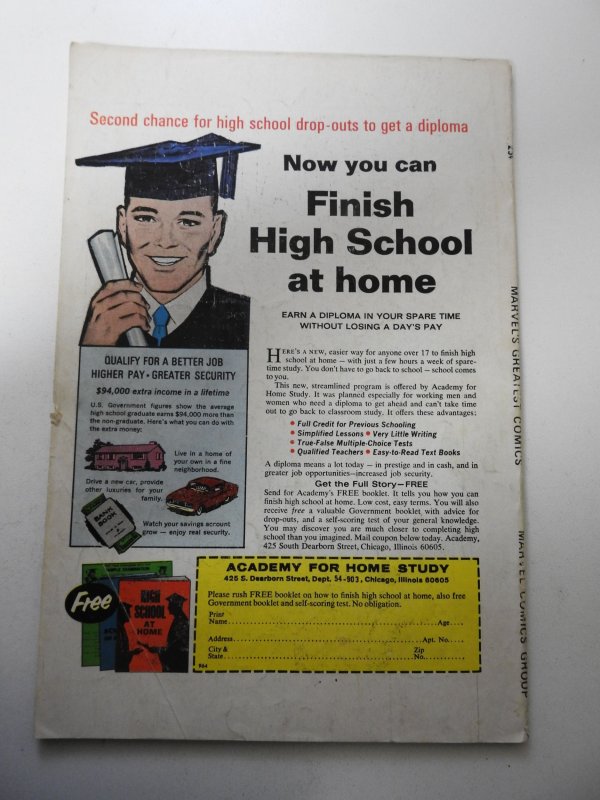 Second chance for high school drop-outs to get a diploma
Now you can
Finish
High School
at home
EARN A DIPLOMA IN YOUR SPARE TIME
WITHOUT LOSING A DAY'S PAY
HERE'S A NEW, easier way for anyone over 17 to finish high
school at home — with just a few hours a week of spare-
time study. You don't have to go back to school — school comes
to you.
This new, streamlined program is offered by Academy for
Home Study. It was planned especially for working men and
women who need a diploma to get ahead and can't take time
out to go back to classroom study. It offers these advantages:
• Full Credit for Previous Schooling
• Simplified Lessons • Very Little Writing
• True-False Multiple-Choice Tests
• Qualified Teachers • Easy-to-Read Text Books
A diploma means a lot today — in prestige and in cash, and in
greater job opportunities—increased job security.
Get the Full Story—FREE
Send for Academy's FREE booklet. It tells you how you can
finish high school at home. Low cost, easy terms. You will also
receive free a valuable Government booklet with advice for
drop-outs, and a self-scoring test of your general knowledge.
You may discover you are much closer to completing high
school than you imagined. Mail coupon below today. Academy,
425 South Dearborn Street, Chicago, Illinois 60605.
QUALIFY FOR A BETTER JOB
HIGHER PAY • GREATER SECURITY
$94,000 extra income in a lifetime
U.S. Government figures show the average
high school graduate earns $94,000 more than
the non-graduate. Here's what you can do with
the extra money:
Live in a home of
your own in a fine
neighborhood.
Drive a new car, provide
other luxuries for your
family.
BANK
BOOK
Watch your savings account
grow — enjoy real security.
Free
HIGH
SCHOOL
AT
HOME
ACADEMY FOR HOME STUDY
425 S. Dearborn Street, Dept. 54-903, Chicago, Illinois 60605
Please rush FREE booklet on how to finish high school at home, also free
Government booklet and self-scoring test. No obligation.
Print
Name Age
Address Apt. No.
City & Zip
State No.
MARVEL'S GREATEST COMICS
MARVEL COMICS GROUP